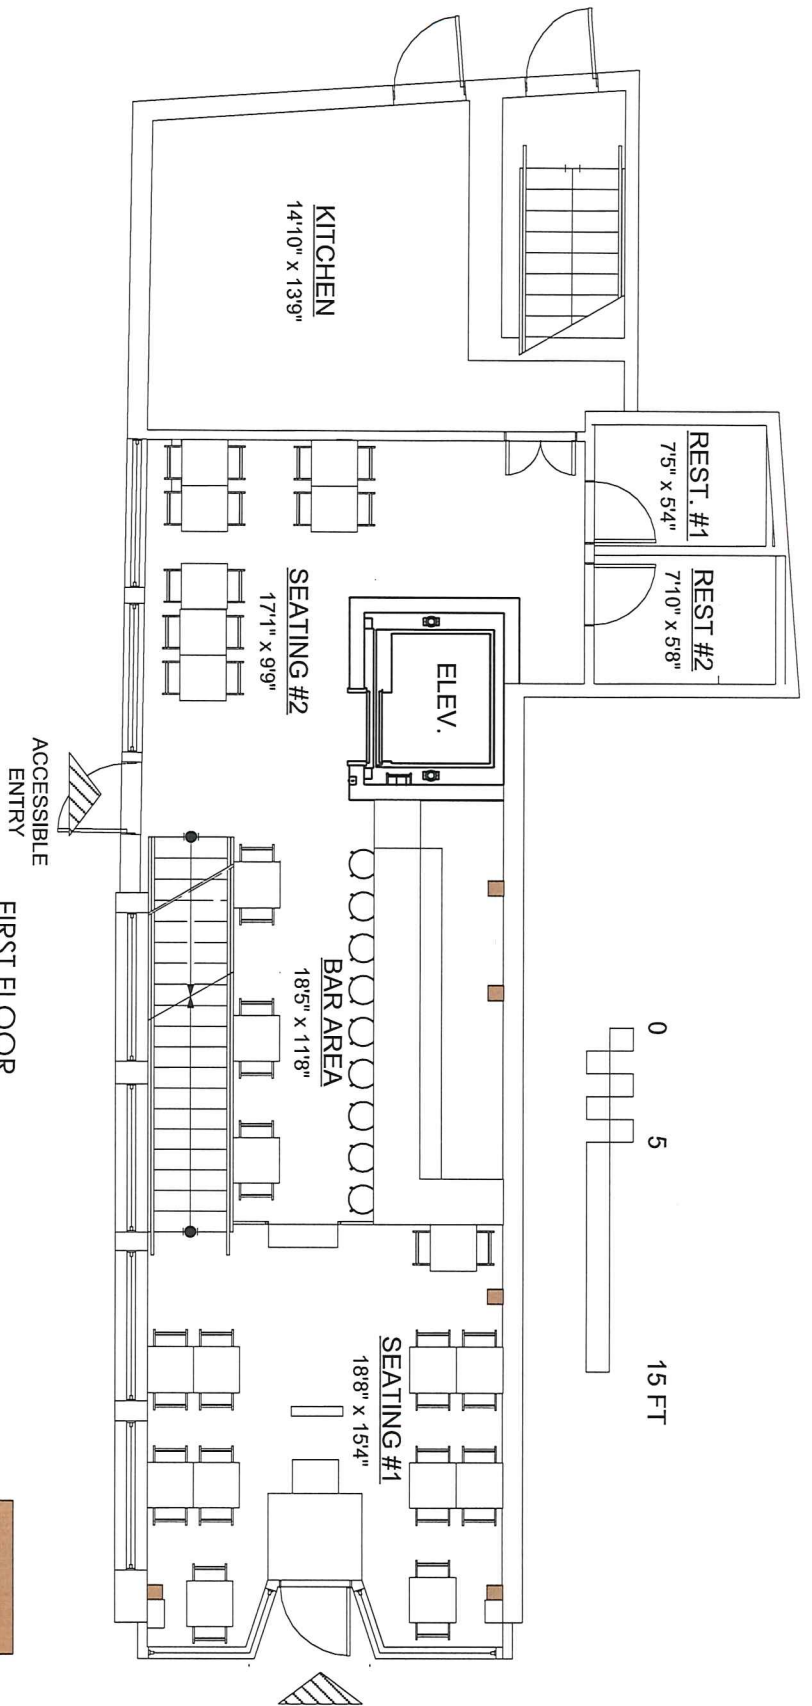 0 5 15 FT
REST. #1
7'5" x 5'4"
REST #2
7'10" x 5'8"
KITCHEN
14'10" x 13'9"
ELEV.
SEATING #2
17'1" x 9'9"
BAR AREA
18'5" x 11'8"
SEATING #1
18'8" x 15'4"
ACCESSIBLE
ENTRY
FIRST FLOOR